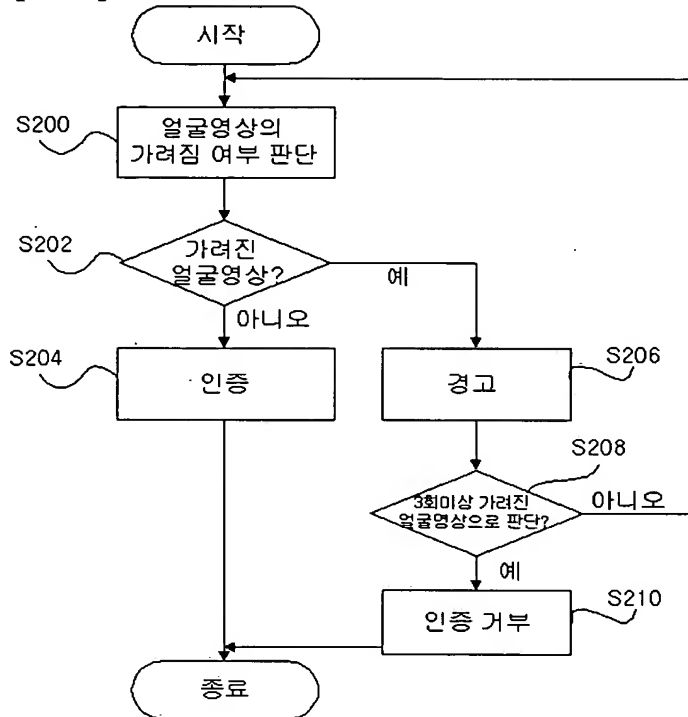 시작
S200
얼굴영상의
가려짐 여부 판단
S202
가려진
얼굴영상?
예
아니오
S204
인증
S206
경고
S208
3회미상 가려진
얼굴명상으로 판단?
아니오
예
S210
인증 거부
종료